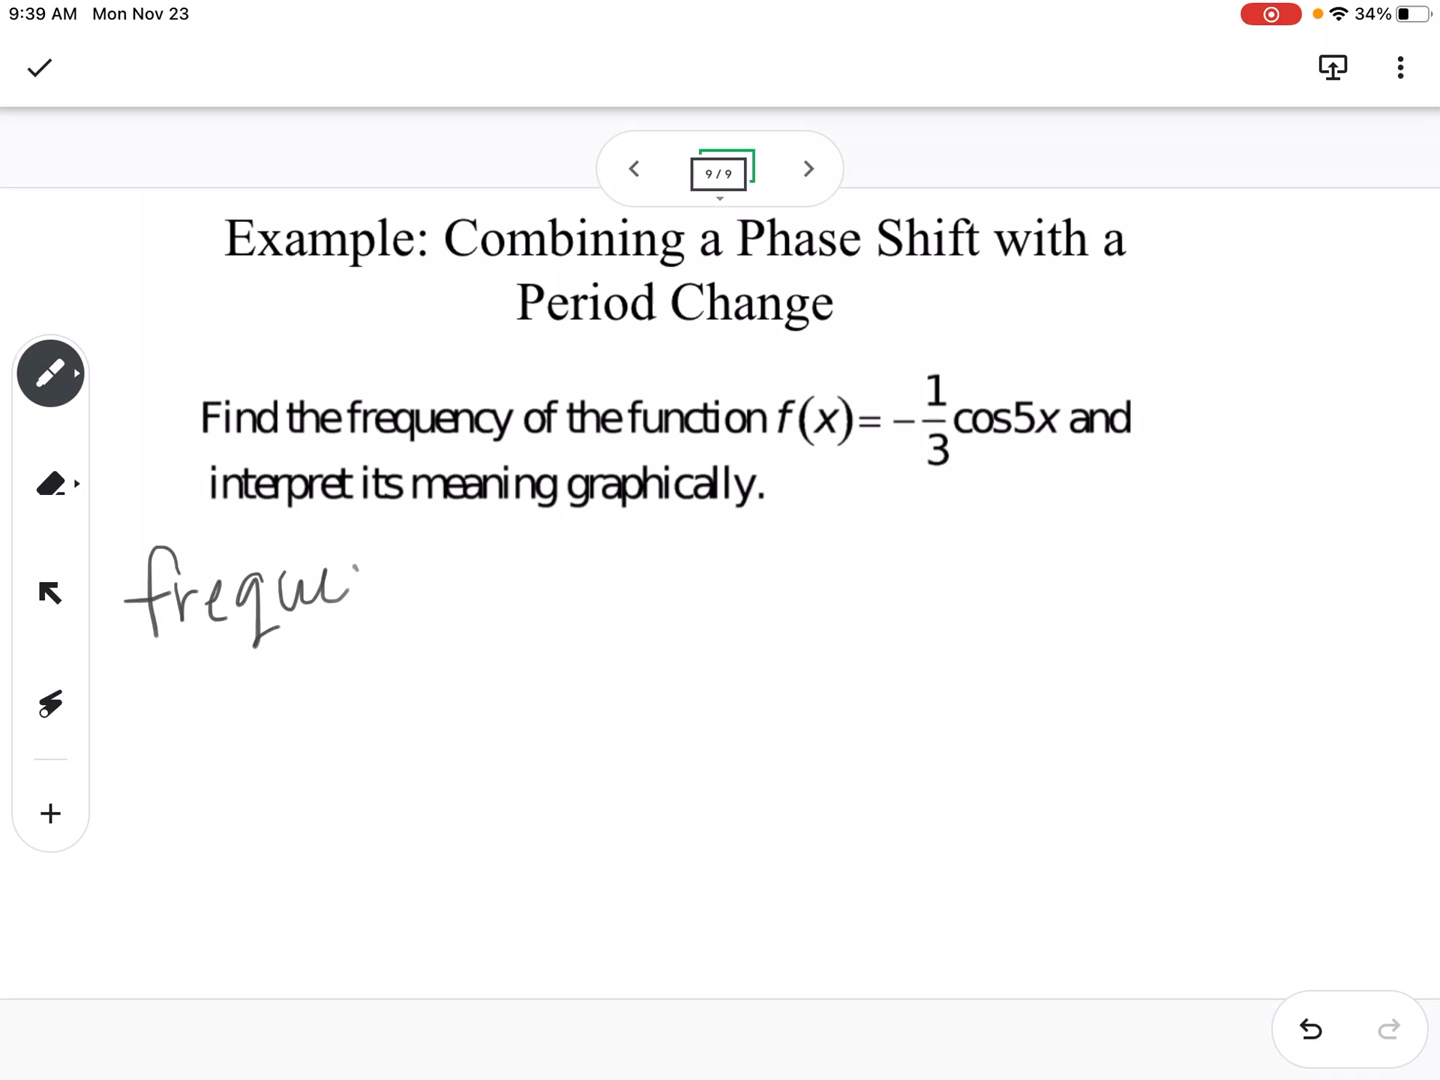 9:39 AM Mon Nov 23
34%
9 / 9
Example: Combining a Phase Shift with a
Period Change
Find the frequency of the function f(x) = -1/3 cos5x and
interpret its meaning graphically.
freque